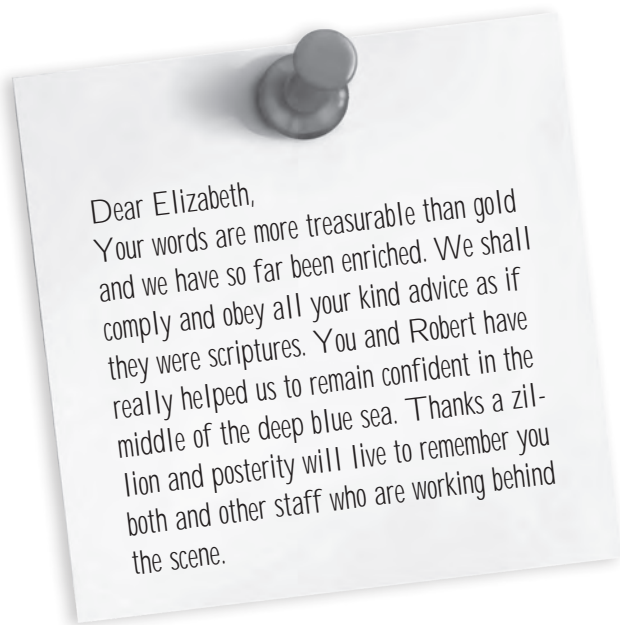 Dear Elizabeth,
Your words are more treasurable than gold
and we have so far been enriched. We shall
comply and obey all your kind advice as if
they were scriptures. You and Robert have
really helped us to remain confident in the
middle of the deep blue sea. Thanks a zil-
lion and posterity will live to remember you
both and other staff who are working behind
the scene.